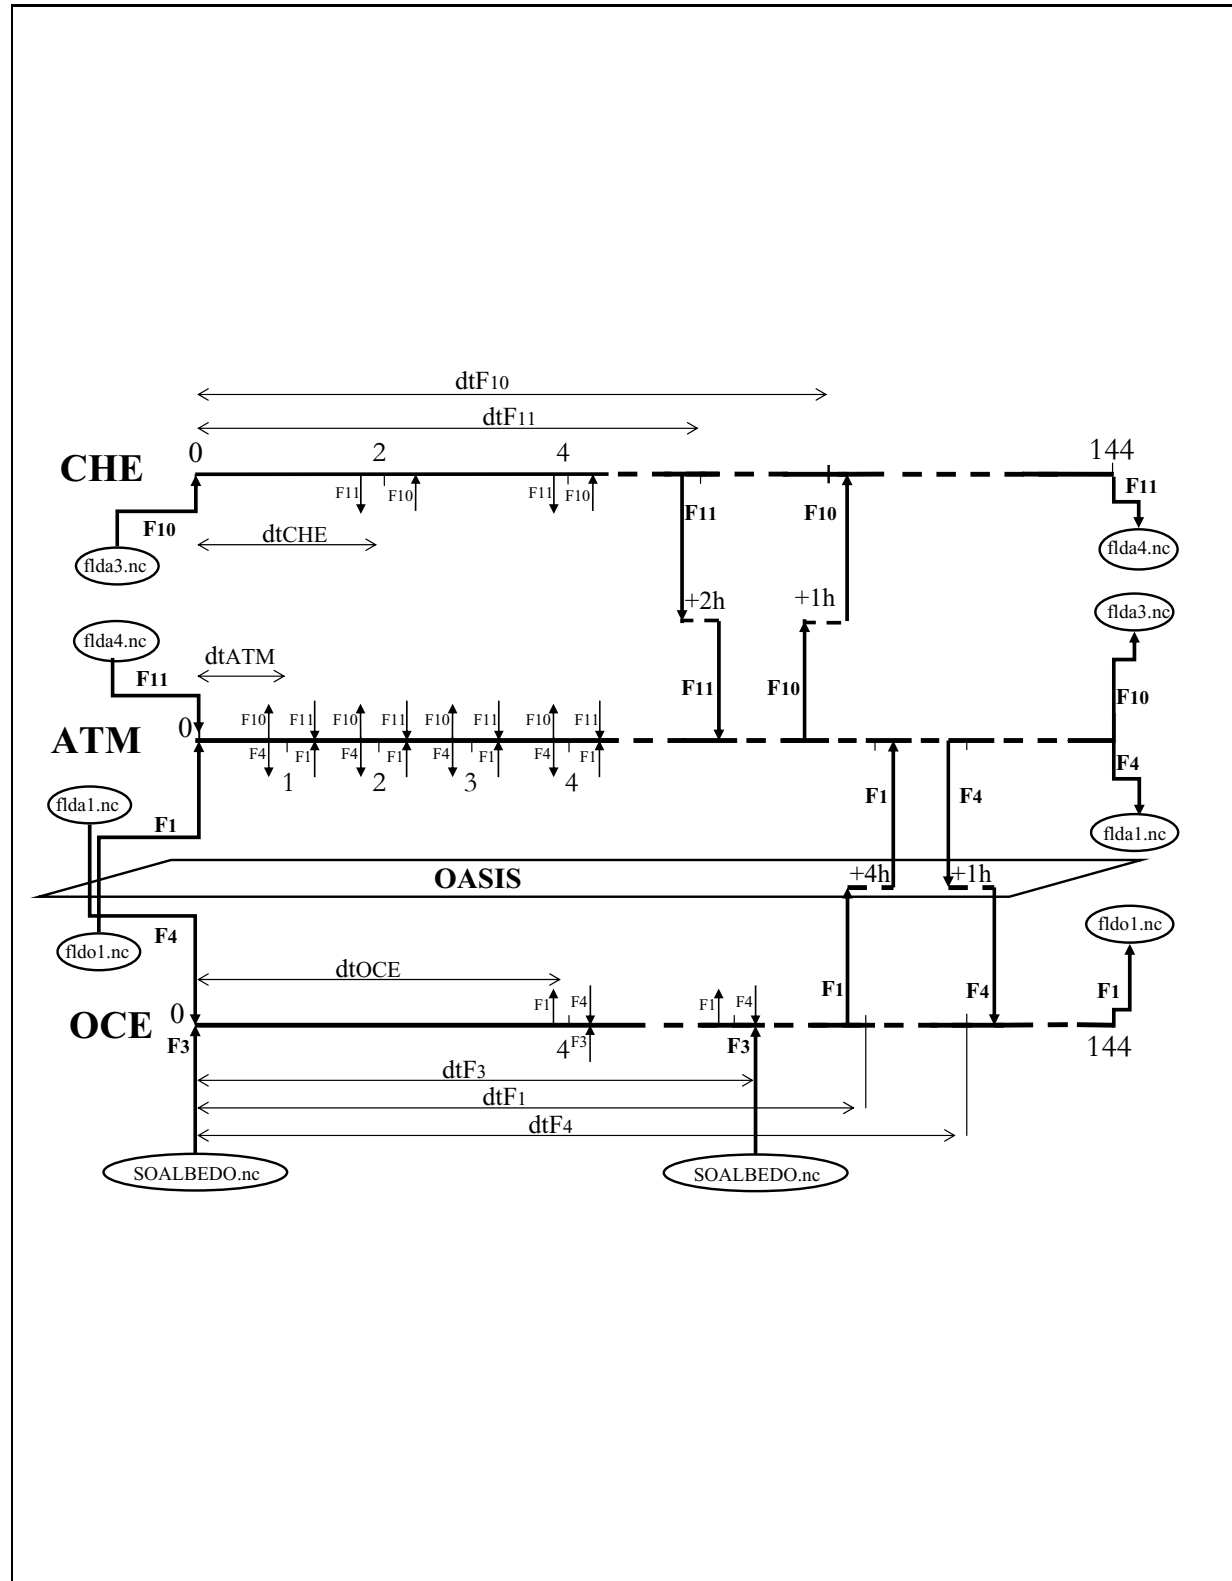 dtF10
dtF11
0 2 4 144
CHE
F11 F10 F11 F10 F11 F10 F11
F10
dtCHE
flda3.nc flda4.nc
+2h +1h
flda3.nc
flda4.nc
dtATM
F11 F11 F10 F10
F10 F11 F10 F11 F10 F11 F10 F11
0
ATM
F4 F1 F4 F1 F4 F1 F4 F1 F4
1 2 3 4
F1 F4
flda1.nc
F1 flda1.nc
OASIS +4h +1h
fldo1.nc
F4
fldo1.nc
dtOCE
F1 F4 F1 F4 F1 F4 F1
0
OCE
F3 4 F3 F3 144
dtF3
dtF1
dtF4
SOALBEDO.nc SOALBEDO.nc